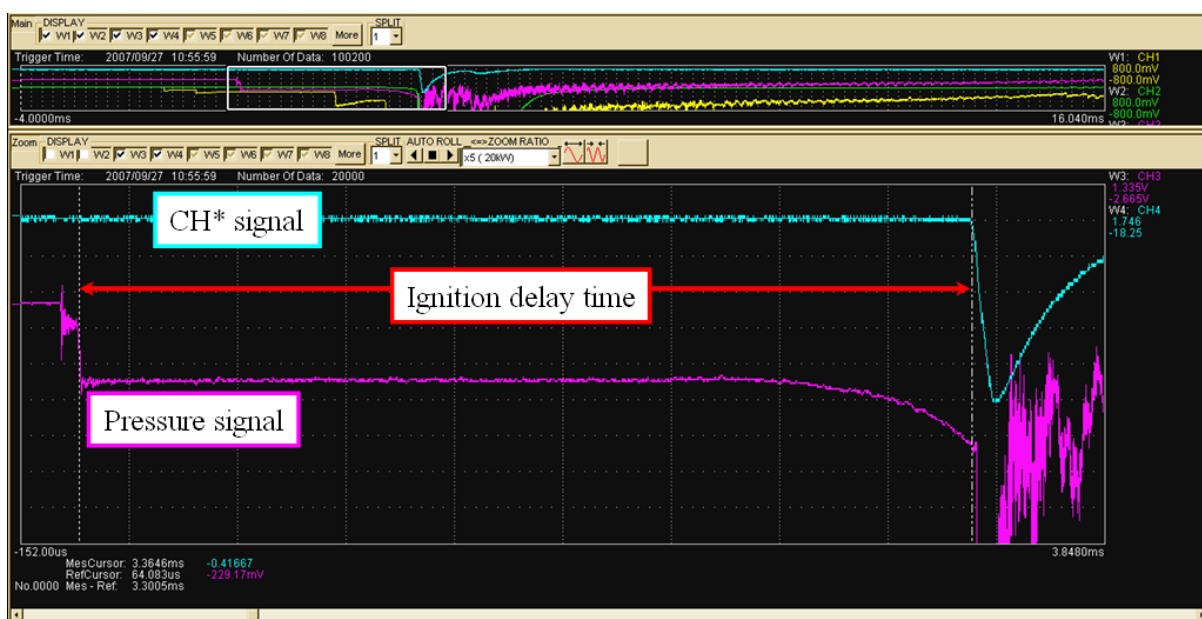 Main DISPLAY SPLIT
W1 W2 W3 W4 W5 W6 W7 W8 More 1
Trigger Time: 2007/09/27 10:55:59 Number Of Data: 100200
W1: CH1
800.0mV
-800.0mV
W2: CH2
800.0mV
-800.0mV
-4.0000ms 16.040ms
Zoom DISPLAY SPLIT AUTO ROLL <=>ZOOM RATIO
W1 W2 W3 W4 W5 W6 W7 W8 More 1 x5 ( 20kW)
Trigger Time: 2007/09/27 10:55:59 Number Of Data: 20000
W3: CH3
1.335V
-2.665V
W4: CH4
1.746
-18.25
CH* signal
Ignition delay time
Pressure signal
-152.00us 3.8480ms
MesCursor: 3.3646ms -0.41667
RefCursor: 64.083us -229.17mV
No.0000 Mes - Ref: 3.3005ms